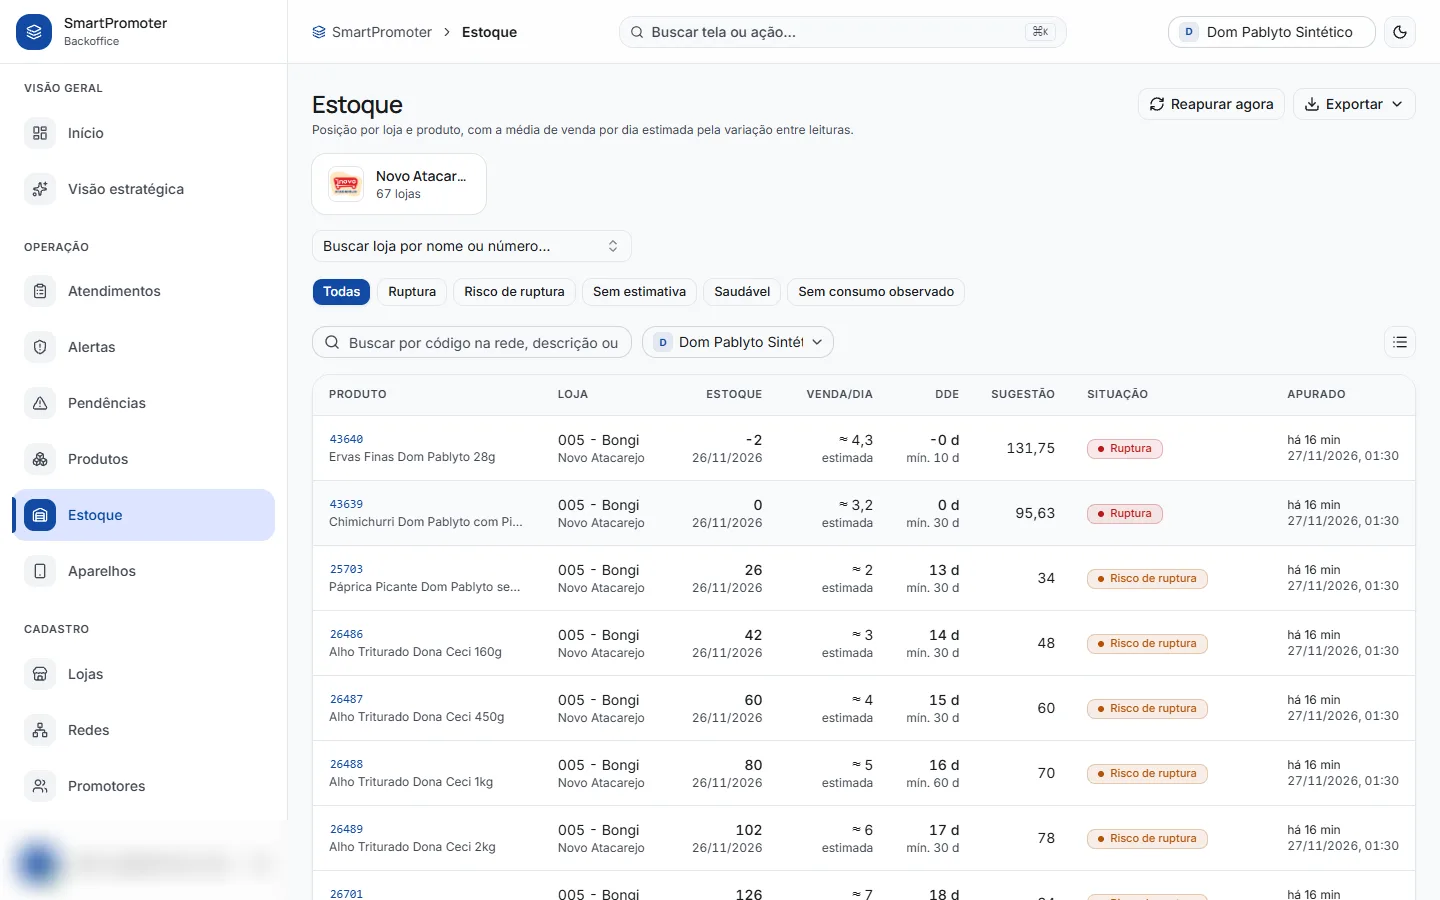 SmartPromoter
Backoffice
SmartPromoter > Estoque
Buscar tela ou ação...
⌘K
D Dom Pablyto Sintético
VISÃO GERAL
Início
Visão estratégica
OPERAÇÃO
Atendimentos
Alertas
Pendências
Produtos
Estoque
Aparelhos
CADASTRO
Lojas
Redes
Promotores
Estoque
Posição por loja e produto, com a média de venda por dia estimada pela variação entre leituras.
Reapurar agora
Exportar
novo
Novo Atacar...
67 lojas
Buscar loja por nome ou número...
Todas Ruptura Risco de ruptura Sem estimativa Saudável Sem consumo observado
Buscar por código na rede, descrição ou
D Dom Pablyto Sintét
PRODUTO LOJA ESTOQUE VENDA/DIA DDE SUGESTÃO SITUAÇÃO APURADO
43640 005 - Bongi -2 ≈ 4,3 -0 d 131,75 Ruptura há 16 min
Ervas Finas Dom Pablyto 28g Novo Atacarejo 26/11/2026 estimada mín. 10 d 27/11/2026, 01:30
43639 005 - Bongi 0 ≈ 3,2 0 d 95,63 Ruptura há 16 min
Chimichurri Dom Pablyto com Pi... Novo Atacarejo 26/11/2026 estimada mín. 30 d 27/11/2026, 01:30
25703 005 - Bongi 26 ≈ 2 13 d 34 Risco de ruptura há 16 min
Páprica Picante Dom Pablyto se... Novo Atacarejo 26/11/2026 estimada mín. 30 d 27/11/2026, 01:30
26486 005 - Bongi 42 ≈ 3 14 d 48 Risco de ruptura há 16 min
Alho Triturado Dona Ceci 160g Novo Atacarejo 26/11/2026 estimada mín. 30 d 27/11/2026, 01:30
26487 005 - Bongi 60 ≈ 4 15 d 60 Risco de ruptura há 16 min
Alho Triturado Dona Ceci 450g Novo Atacarejo 26/11/2026 estimada mín. 30 d 27/11/2026, 01:30
26488 005 - Bongi 80 ≈ 5 16 d 70 Risco de ruptura há 16 min
Alho Triturado Dona Ceci 1kg Novo Atacarejo 26/11/2026 estimada mín. 60 d 27/11/2026, 01:30
26489 005 - Bongi 102 ≈ 6 17 d 78 Risco de ruptura há 16 min
Alho Triturado Dona Ceci 2kg Novo Atacarejo 26/11/2026 estimada mín. 30 d 27/11/2026, 01:30
26701 005 - Bongi 126 ≈ 7 18 d há 16 min